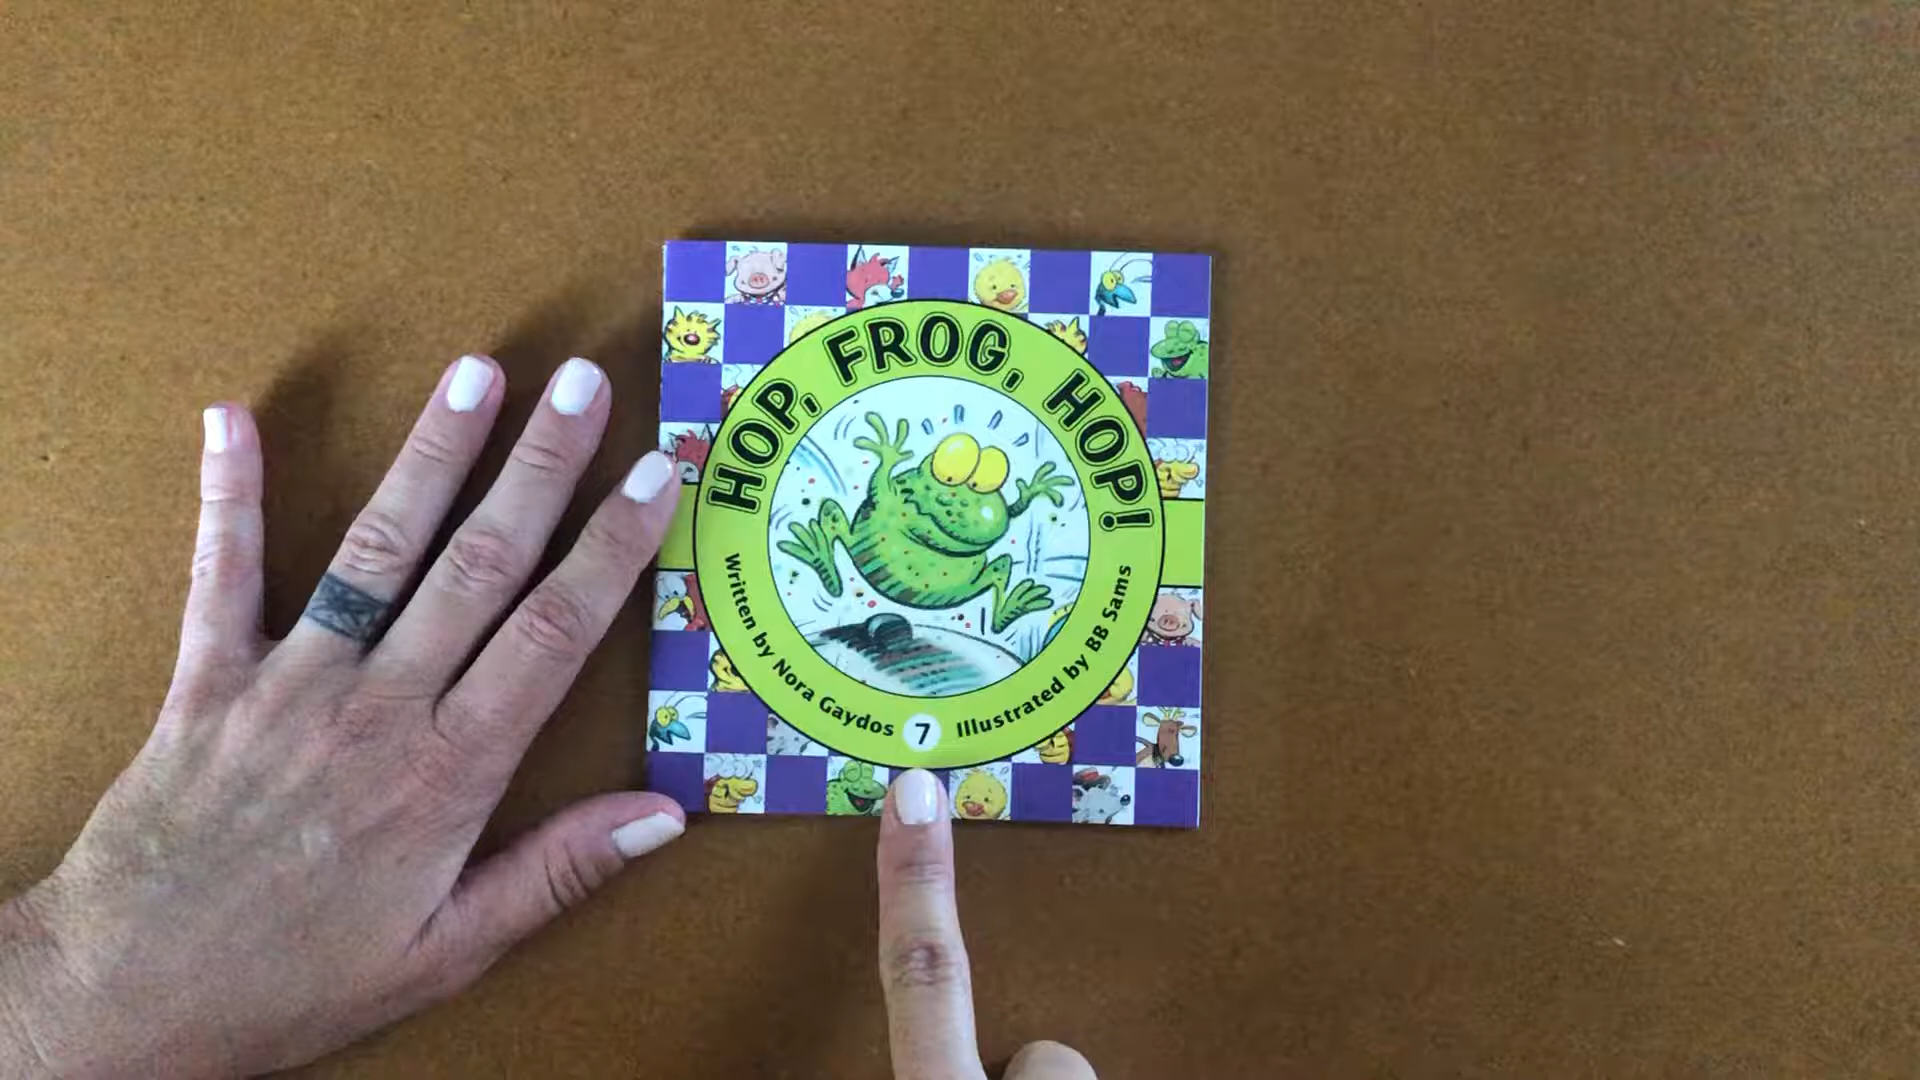 HOP, FROG, HOP!
Written by Nora Gaydos
7
Illustrated by BB Sams